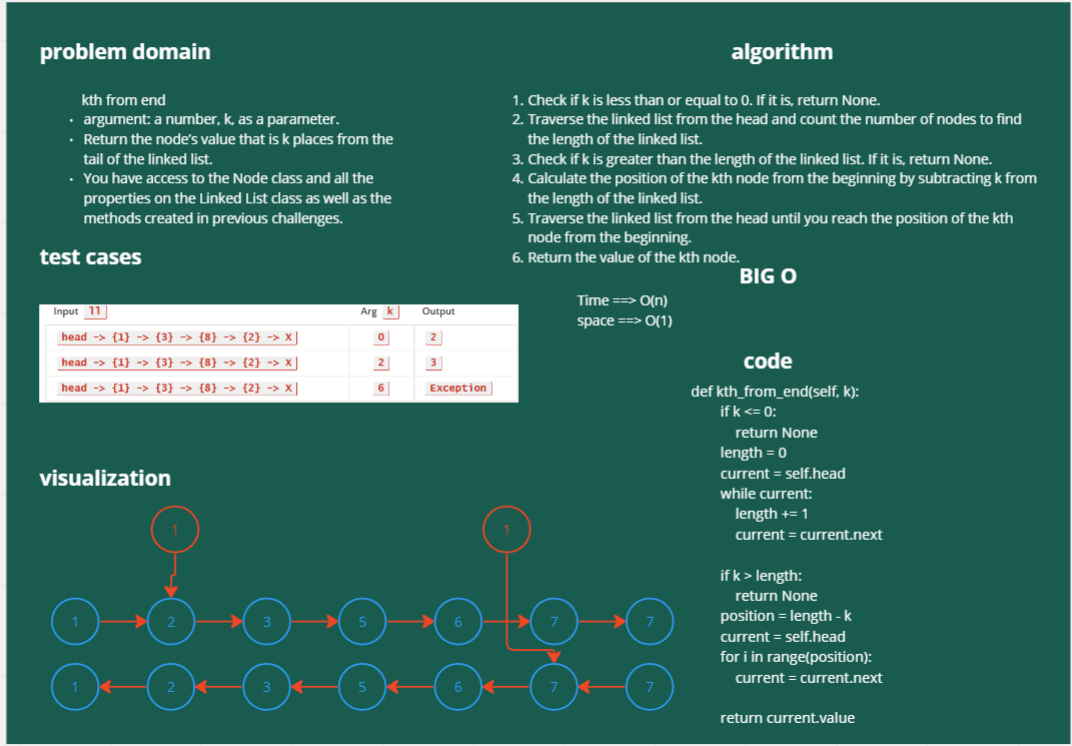 problem domain
kth from end
· argument: a number, k, as a parameter.
· Return the node's value that is k places from the
tail of the linked list.
· You have access to the Node class and all the
properties on the Linked List class as well as the
methods created in previous challenges.
test cases
Input ll Arg k Output
head -> {1} -> {3} -> {8} -> {2} -> X 0 2
head -> {1} -> {3} -> {8} -> {2} -> X 2 3
head -> {1} -> {3} -> {8} -> {2} -> X 6 Exception
visualization
1 1
1 2 3 5 6 7 7
1 2 3 5 6 7 7
algorithm
1. Check if k is less than or equal to 0. If it is, return None.
2. Traverse the linked list from the head and count the number of nodes to find
the length of the linked list.
3. Check if k is greater than the length of the linked list. If it is, return None.
4. Calculate the position of the kth node from the beginning by subtracting k from
the length of the linked list.
5. Traverse the linked list from the head until you reach the position of the kth
node from the beginning.
6. Return the value of the kth node.
BIG O
Time ==> O(n)
space ==> O(1)
code
def kth_from_end(self, k):
if k <= 0:
return None
length = 0
current = self.head
while current:
length += 1
current = current.next
if k > length:
return None
position = length - k
current = self.head
for i in range(position):
current = current.next
return current.value